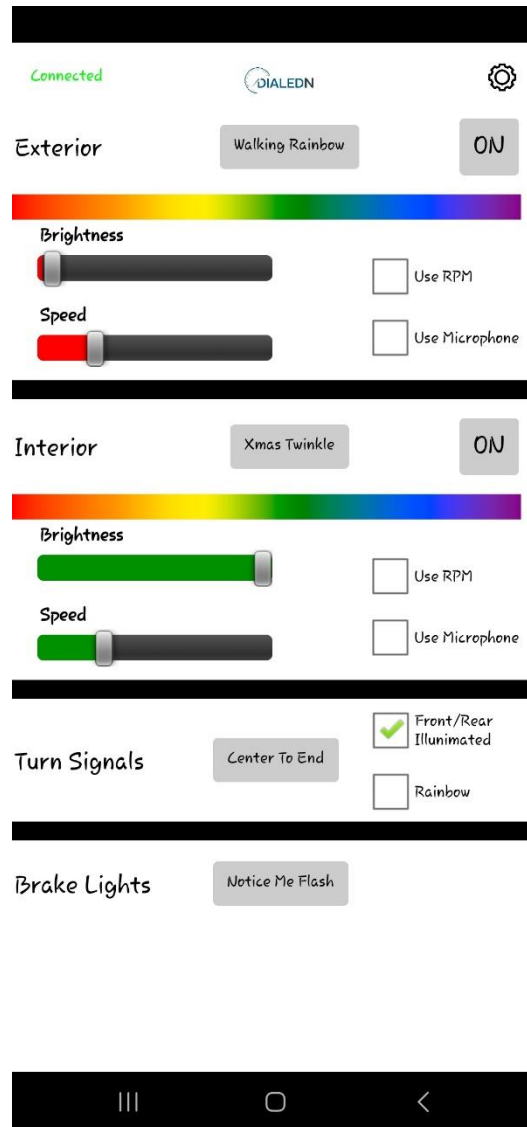 Connected
DIALEDN
Exterior
Walking Rainbow
ON
Brightness
Use RPM
Speed
Use Microphone
Interior
Xmas Twinkle
ON
Brightness
Use RPM
Speed
Use Microphone
Turn Signals
Center To End
Front/Rear
Illunimated
Rainbow
Brake Lights
Notice Me Flash